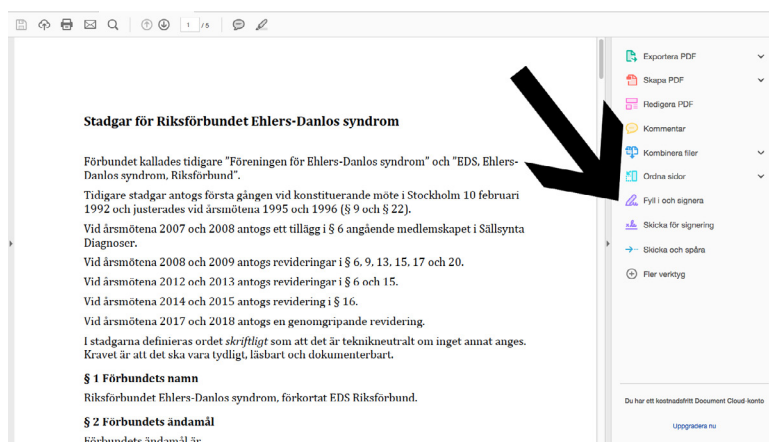 1 / 5
Stadgar för Riksförbundet Ehlers-Danlos syndrom
Förbundet kallades tidigare ”Föreningen för Ehlers-Danlos syndrom” och ”EDS, Ehlers-
Danlos syndrom, Riksförbund”.
Tidigare stadgar antogs första gången vid konstituerande möte i Stockholm 10 februari
1992 och justerades vid årsmötena 1995 och 1996 (§ 9 och § 22).
Vid årsmötena 2007 och 2008 antogs ett tillägg i § 6 angående medlemskapet i Sällsynta
Diagnoser.
Vid årsmötena 2008 och 2009 antogs revideringar i § 6, 9, 13, 15, 17 och 20.
Vid årsmötena 2012 och 2013 antogs revideringar i § 6 och 15.
Vid årsmötena 2014 och 2015 antogs revidering i § 16.
Vid årsmötena 2017 och 2018 antogs en genomgripande revidering.
I stadgarna definieras ordet skriftligt som att det är teknikneutralt om inget annat anges.
Kravet är att det ska vara tydligt, läsbart och dokumenterbart.
§ 1 Förbundets namn
Riksförbundet Ehlers-Danlos syndrom, förkortat EDS Riksförbund.
§ 2 Förbundets ändamål
Förbundets ändamål är
Exportera PDF
Skapa PDF
Redigera PDF
Kommentar
Kombinera filer
Ordna sidor
Fyll i och signera
Skicka för signering
Skicka och spåra
Fler verktyg
Du har ett kostnadsfritt Document Cloud-konto
Uppgradera nu